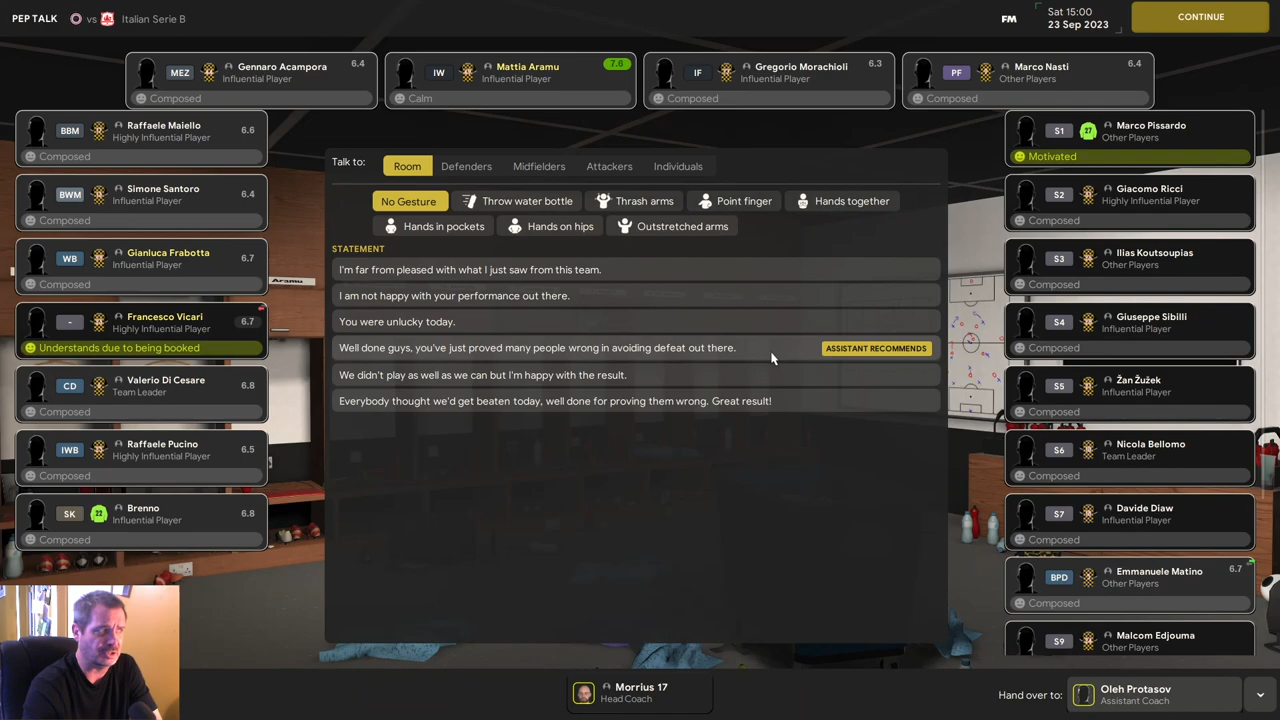 PEP TALK
vs
Italian Serie B
FM
Sat 15:00
23 Sep 2023
CONTINUE
MEZ
Gennaro Acampora
Influential Player
6.4
Composed
IW
Mattia Aramu
Influential Player
7.6
Calm
IF
Gregorio Morachioli
Influential Player
6.3
Composed
PF
Marco Nasti
Other Players
6.4
Composed
BBM
Raffaele Maiello
Highly Influential Player
6.6
Composed
BWM
Simone Santoro
Influential Player
6.4
Composed
WB
Gianluca Frabotta
Influential Player
6.7
Composed
-
Francesco Vicari
Highly Influential Player
6.7
Understands due to being booked
CD
Valerio Di Cesare
Team Leader
6.8
Composed
IWB
Raffaele Pucino
Highly Influential Player
6.5
Composed
SK
22
Brenno
Influential Player
6.8
Composed
Aramu
Talk to:
Room
Defenders
Midfielders
Attackers
Individuals
No Gesture
Throw water bottle
Thrash arms
Point finger
Hands together
Hands in pockets
Hands on hips
Outstretched arms
STATEMENT
I'm far from pleased with what I just saw from this team.
I am not happy with your performance out there.
You were unlucky today.
Well done guys, you've just proved many people wrong in avoiding defeat out there.
ASSISTANT RECOMMENDS
We didn't play as well as we can but I'm happy with the result.
Everybody thought we'd get beaten today, well done for proving them wrong. Great result!
S1
27
Marco Pissardo
Other Players
Motivated
S2
Giacomo Ricci
Highly Influential Player
Composed
S3
Ilias Koutsoupias
Other Players
Composed
S4
Giuseppe Sibilli
Influential Player
Composed
S5
Žan Žužek
Influential Player
Composed
S6
Nicola Bellomo
Team Leader
Composed
S7
Davide Diaw
Influential Player
Composed
BPD
Emmanuele Matino
Other Players
6.7
Composed
S9
Malcom Edjouma
Other Players
Morrius 17
Head Coach
Hand over to:
Oleh Protasov
Assistant Coach